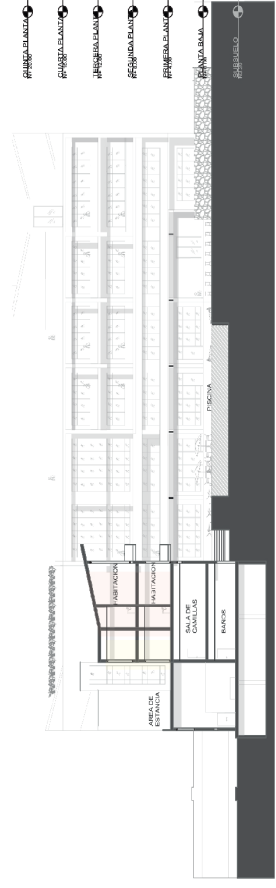 QUINTA PLANTA
CUARTA PLANTA
TERCERA PLANTA
SEGUNDA PLANTA
PRIMERA PLANTA
PLANTA BAJA
SUBSUELO
PISCINA
HABITACION
HABITACION
SALA DE
CAMILLAS
BAÑOS
AREA DE
ESTANCIA